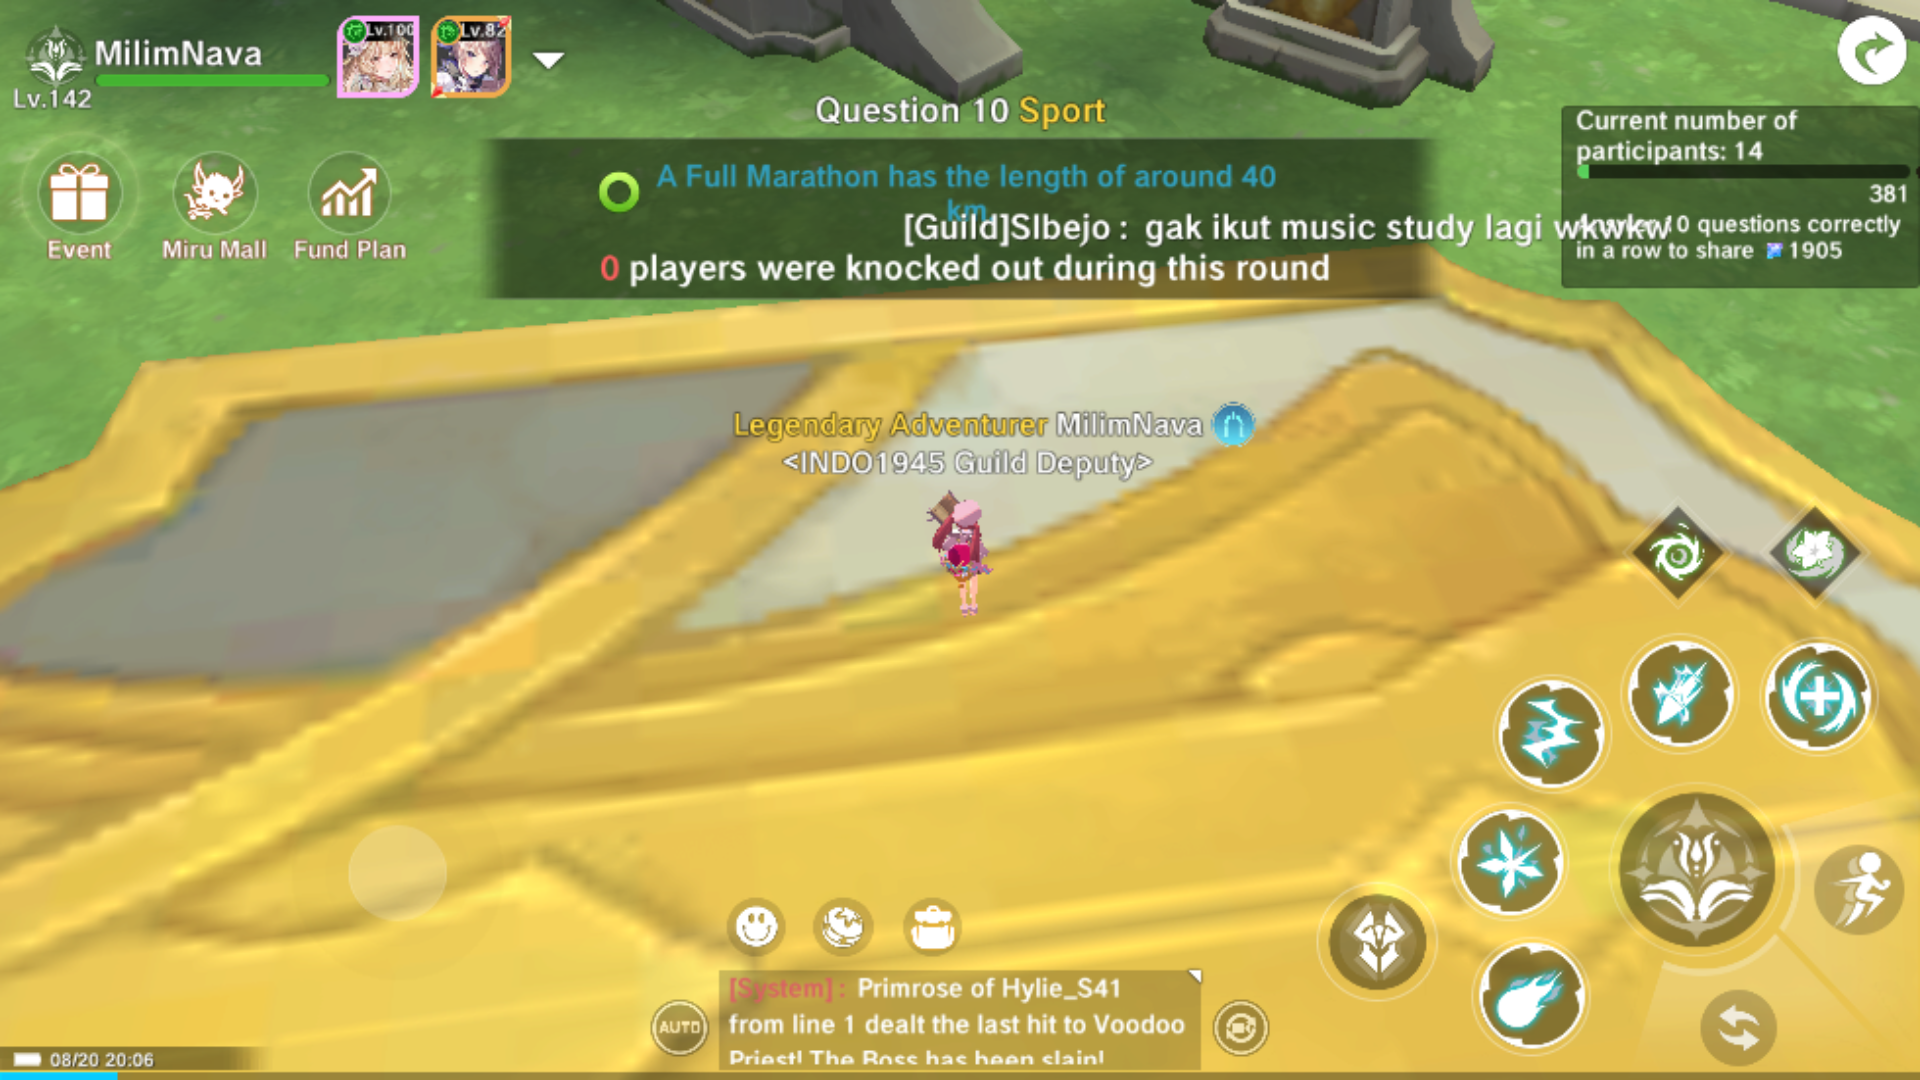 MilimNava
Lv.142
Lv.100
Lv.82
Question 10 Sport
A Full Marathon has the length of around 40
km
[Guild]SIbejo : gak ikut music study lagi wkwkw
0 players were knocked out during this round
Current number of
participants: 14
381
10 questions correctly
in a row to share 1905
Event
Miru Mall
Fund Plan
Legendary Adventurer MilimNava
<INDO1945 Guild Deputy>
[System] : Primrose of Hylie_S41
from line 1 dealt the last hit to Voodoo
Priest! The Boss has been slain!
AUTO
08/20 20:06